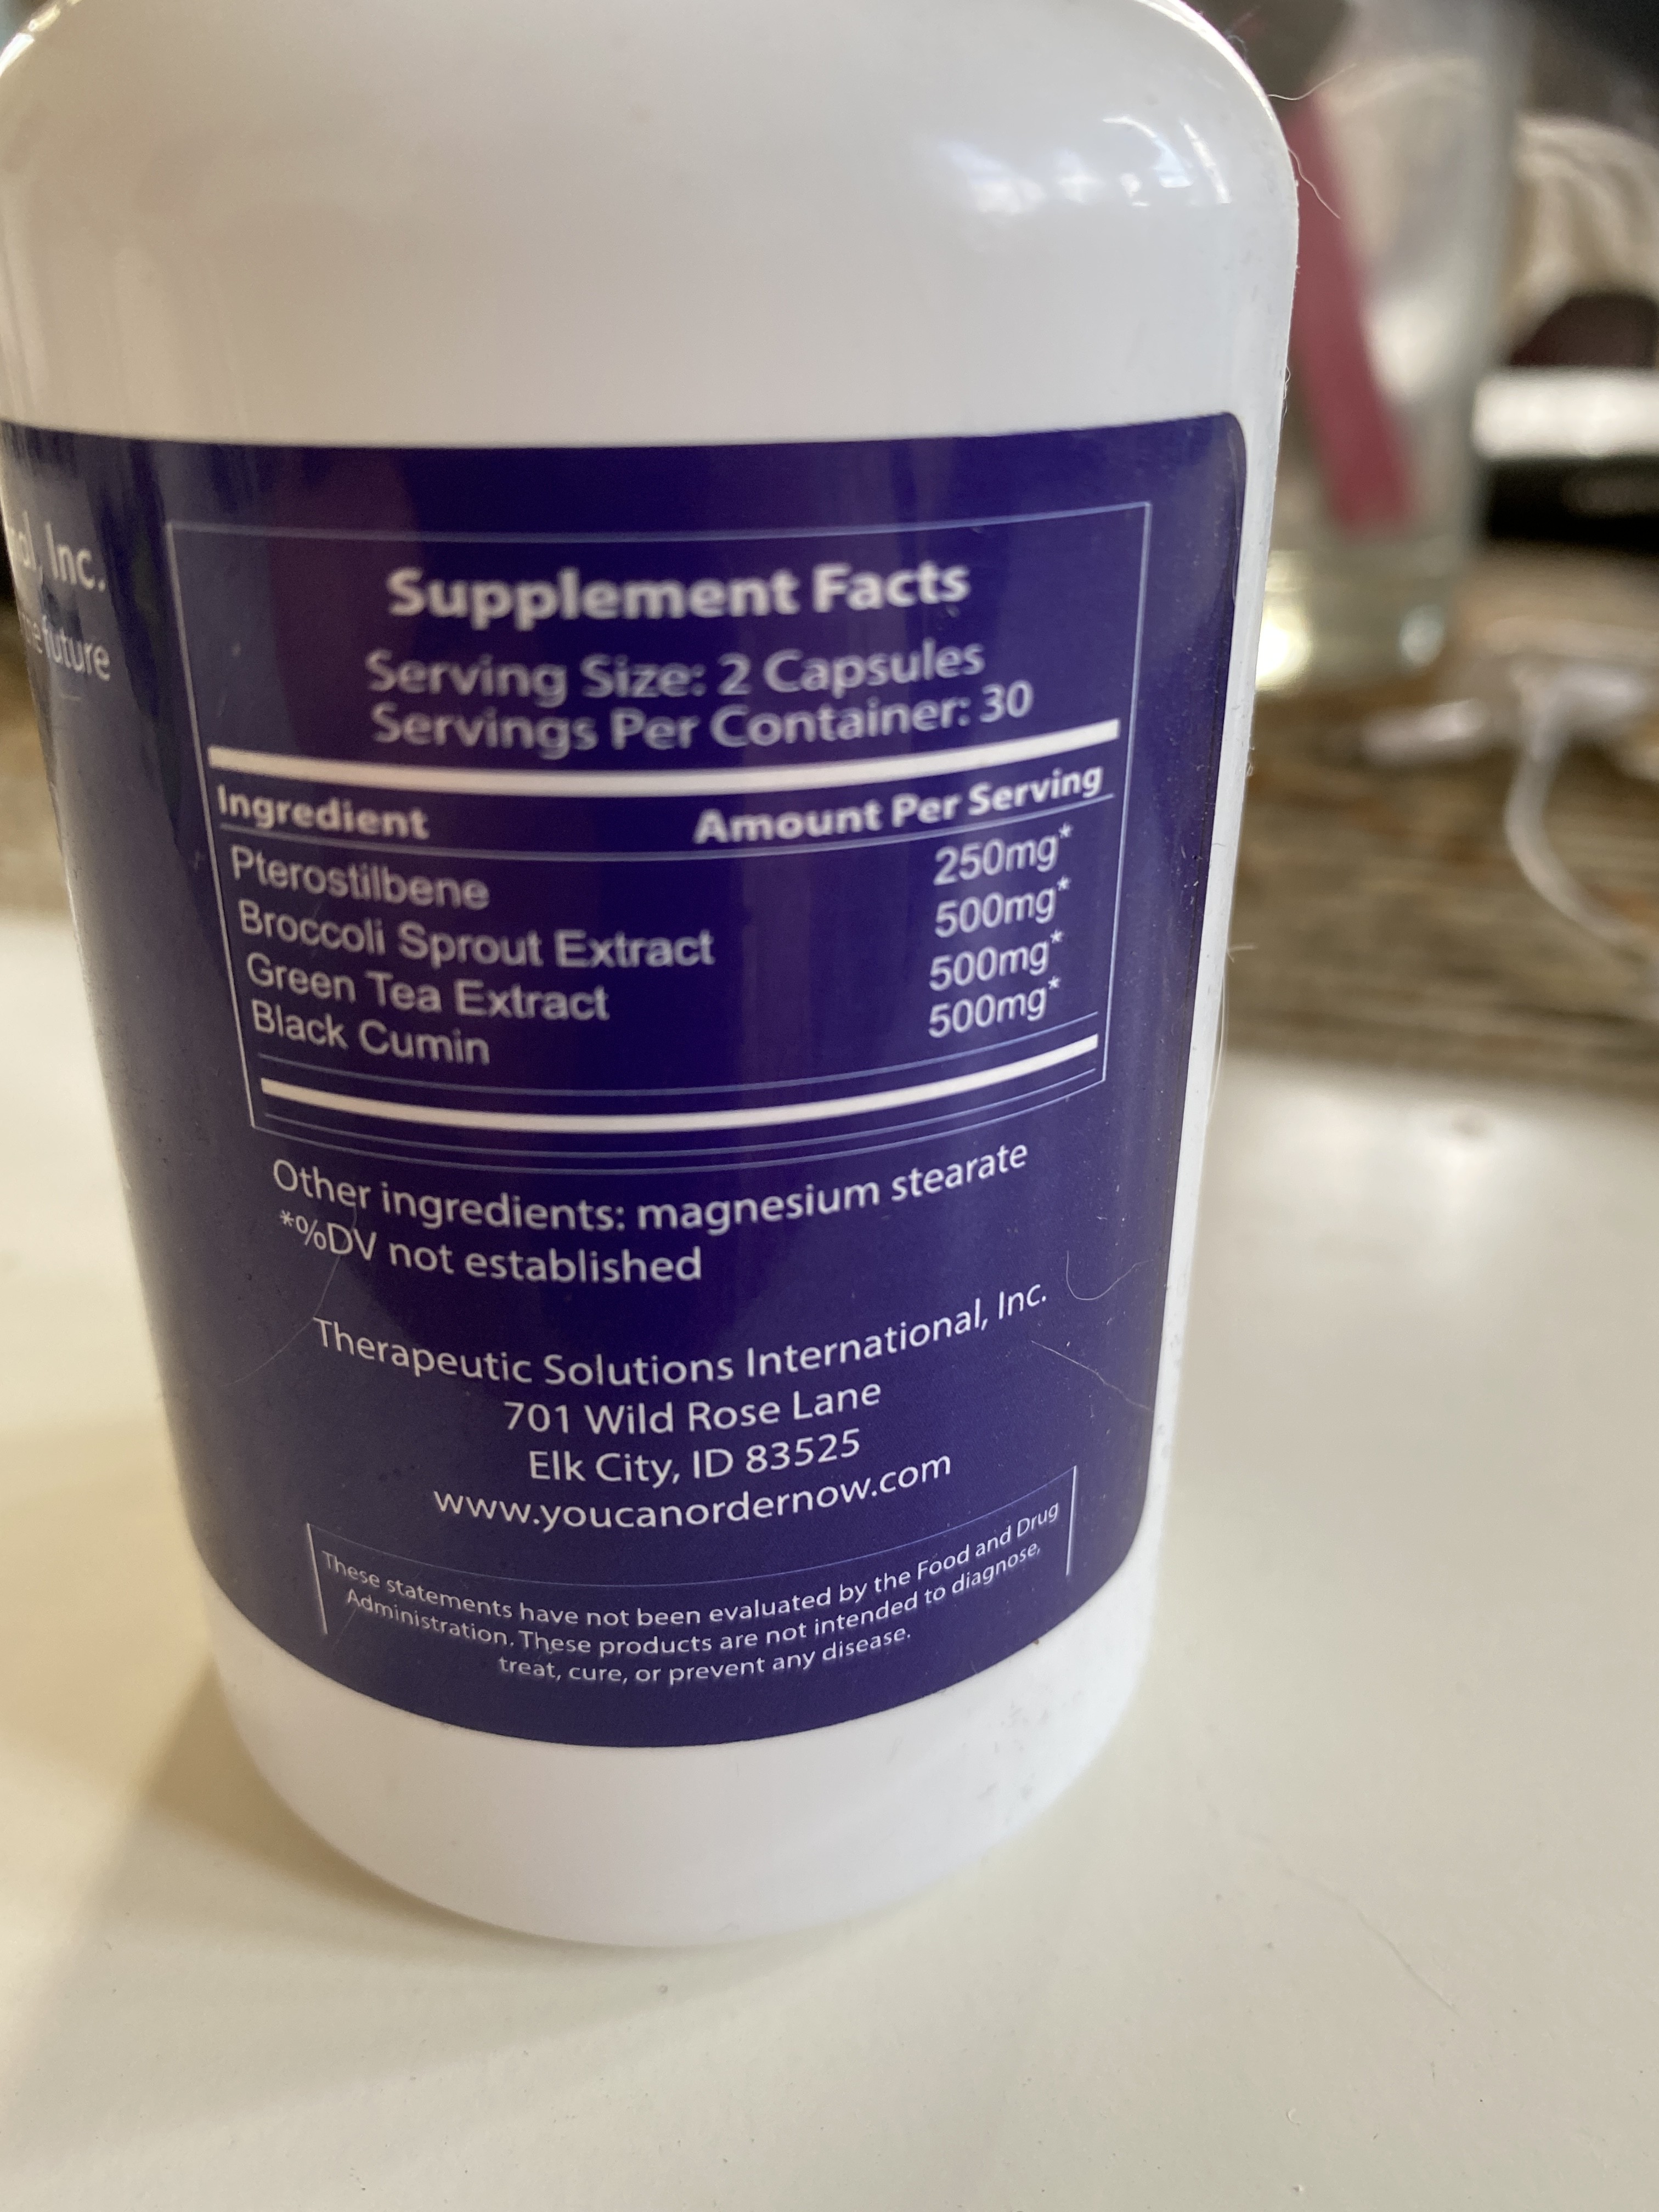 Inc.
future
Supplement Facts
Serving Size: 2 Capsules
Servings Per Container: 30
Ingredient Amount Per Serving
Pterostilbene 250mg*
Broccoli Sprout Extract 500mg*
Green Tea Extract 500mg*
Black Cumin 500mg*
Other ingredients: magnesium stearate
*%DV not established
Therapeutic Solutions International, Inc.
701 Wild Rose Lane
Elk City, ID 83525
www.youcanordernow.com
These statements have not been evaluated by the Food and Drug
Administration. These products are not intended to diagnose,
treat, cure, or prevent any disease.